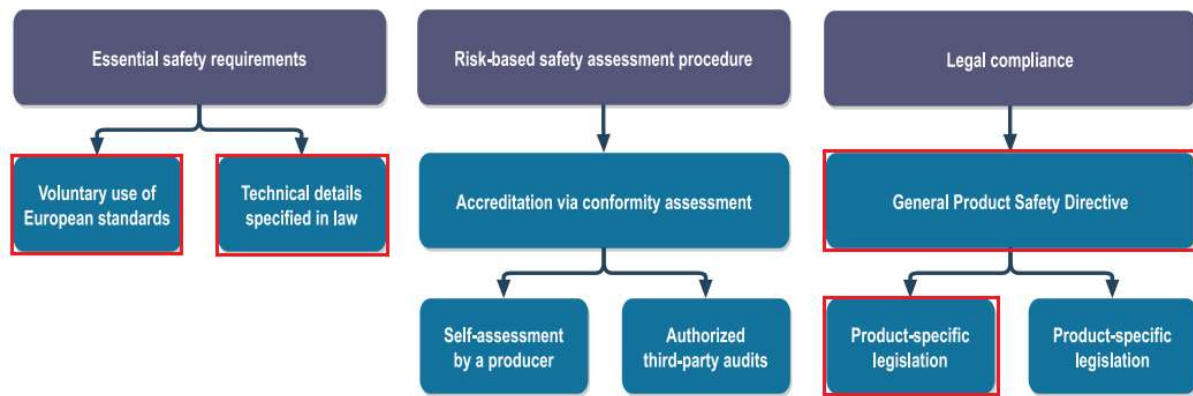 Essential safety requirements
Risk-based safety assessment procedure
Legal compliance
Voluntary use of
European standards
Technical details
specified in law
Accreditation via conformity assessment
General Product Safety Directive
Self-assessment
by a producer
Authorized
third-party audits
Product-specific
legislation
Product-specific
legislation